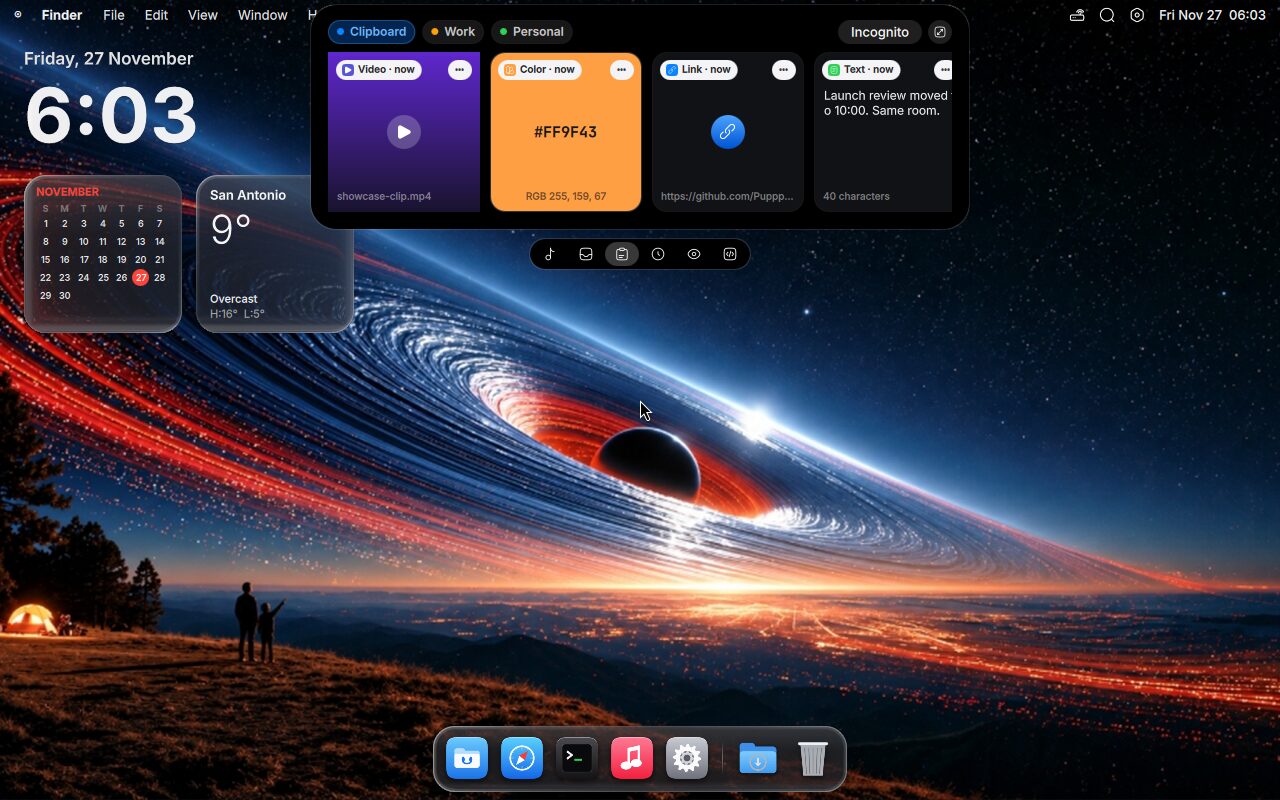 Finder File Edit View Window H
Fri Nov 27 06:03
Clipboard Work Personal Incognito
Friday, 27 November
6:03
Video · now
showcase-clip.mp4
Color · now
#FF9F43
RGB 255, 159, 67
Link · now
https://github.com/Puppp...
Text · now
Launch review moved t
o 10:00. Same room.
40 characters
NOVEMBER
S M T W T F S
1 2 3 4 5 6 7
8 9 10 11 12 13 14
15 16 17 18 19 20 21
22 23 24 25 26 27 28
29 30
San Antonio
9°
Overcast
H:16° L:5°